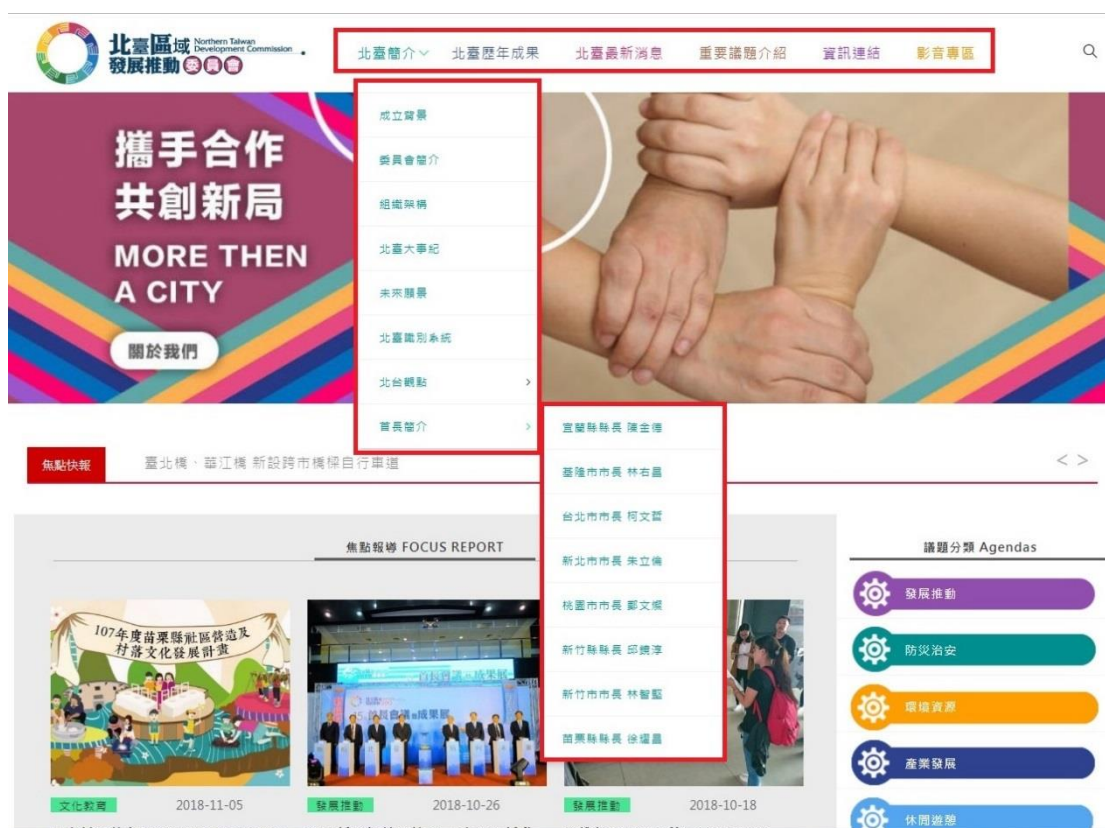 北臺區域 Northern Taiwan Development Commission
發展推動委員會
北臺簡介 北臺歷年成果 北臺最新消息 重要議題介紹 資訊連結 影音專區
成立背景
委員會簡介
組織架構
北臺大事紀
未來願景
北臺識別系統
北台觀點
首長簡介
宜蘭縣縣長 陳金德
基隆市市長 林右昌
台北市市長 柯文哲
新北市市長 朱立倫
桃園市市長 鄭文燦
新竹縣縣長 邱鏡淳
新竹市市長 林智堅
苗栗縣縣長 徐耀昌
攜手合作
共創新局
MORE THEN
A CITY
關於我們
焦點快報 臺北橋、華江橋 新設跨市橋樑自行車道 < >
焦點報導 FOCUS REPORT
107年度苗栗縣社區營造及
村落文化發展計畫
首長會議暨成果展
文化教育 2018-11-05
發展推動 2018-10-26
發展推動 2018-10-18
議題分類 Agendas
發展推動
防災治安
環境資源
產業發展
休閒遊憩